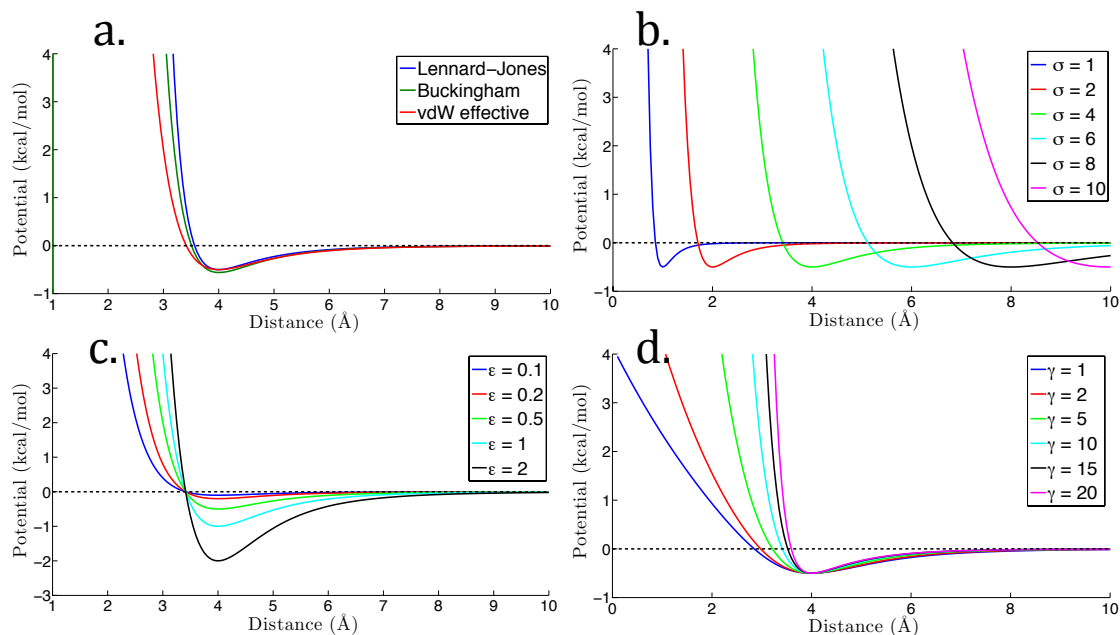 a.
4
3
2
1
0
−1
Potential (kcal/mol)
1 2 3 4 5 6 7 8 9 10
Distance (Å)
Lennard−Jones
Buckingham
vdW effective
b.
4
3
2
1
0
−1
Potential (kcal/mol)
0 2 4 6 8 10
Distance (Å)
σ = 1
σ = 2
σ = 4
σ = 6
σ = 8
σ = 10
c.
4
3
2
1
0
−1
−2
−3
Potential (kcal/mol)
1 2 3 4 5 6 7 8 9 10
Distance (Å)
ε = 0.1
ε = 0.2
ε = 0.5
ε = 1
ε = 2
d.
4
3
2
1
0
−1
Potential (kcal/mol)
0 2 4 6 8 10
Distance (Å)
γ = 1
γ = 2
γ = 5
γ = 10
γ = 15
γ = 20